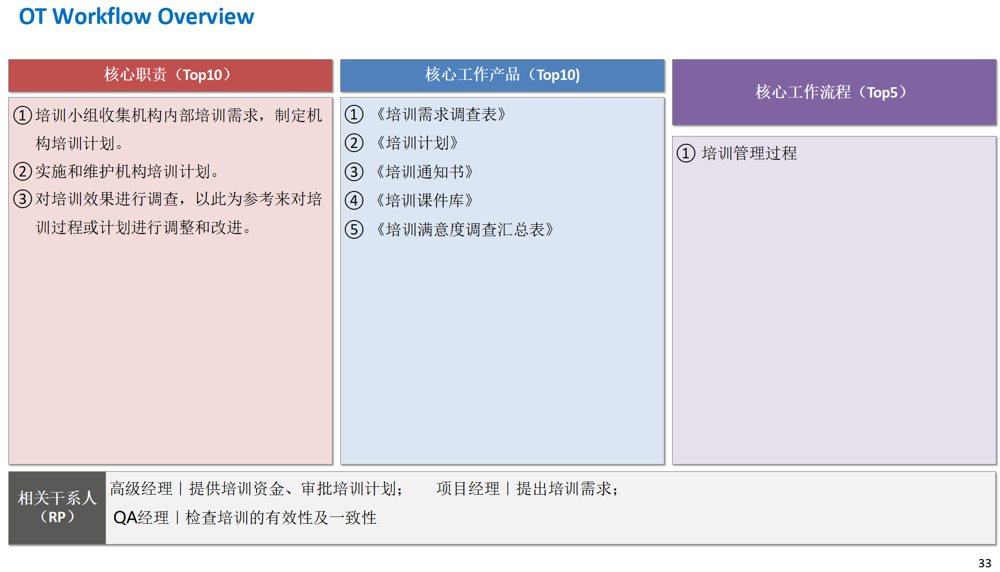 OT Workflow Overview
核心职责（Top10）
①培训小组收集机构内部培训需求，制定机
构培训计划。
②实施和维护机构培训计划。
③对培训效果进行调查，以此为参考来对培
训过程或计划进行调整和改进。
核心工作产品（Top10)
① 《培训需求调查表》
② 《培训计划》
③ 《培训通知书》
④ 《培训课件库》
⑤ 《培训满意度调查汇总表》
核心工作流程（Top5）
① 培训管理过程
相关干系人
（RP）
高级经理｜提供培训资金、审批培训计划； 项目经理｜提出培训需求；
QA经理｜检查培训的有效性及一致性
33